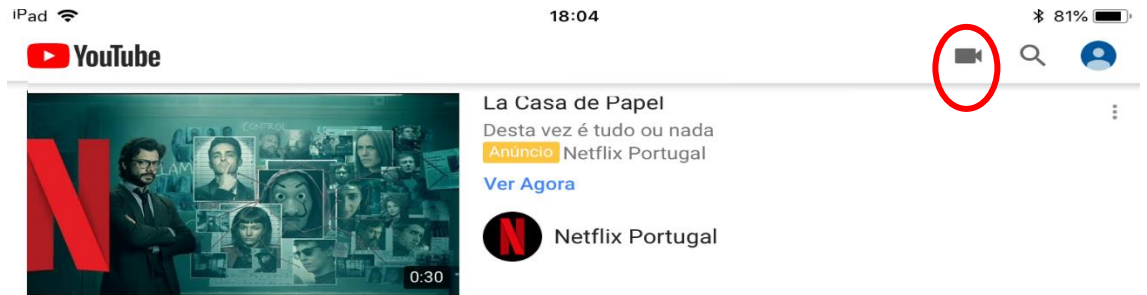 iPad 18:04 81%
YouTube
La Casa de Papel
Desta vez é tudo ou nada
Anúncio Netflix Portugal
Ver Agora
N Netflix Portugal
CONTROL
0:30